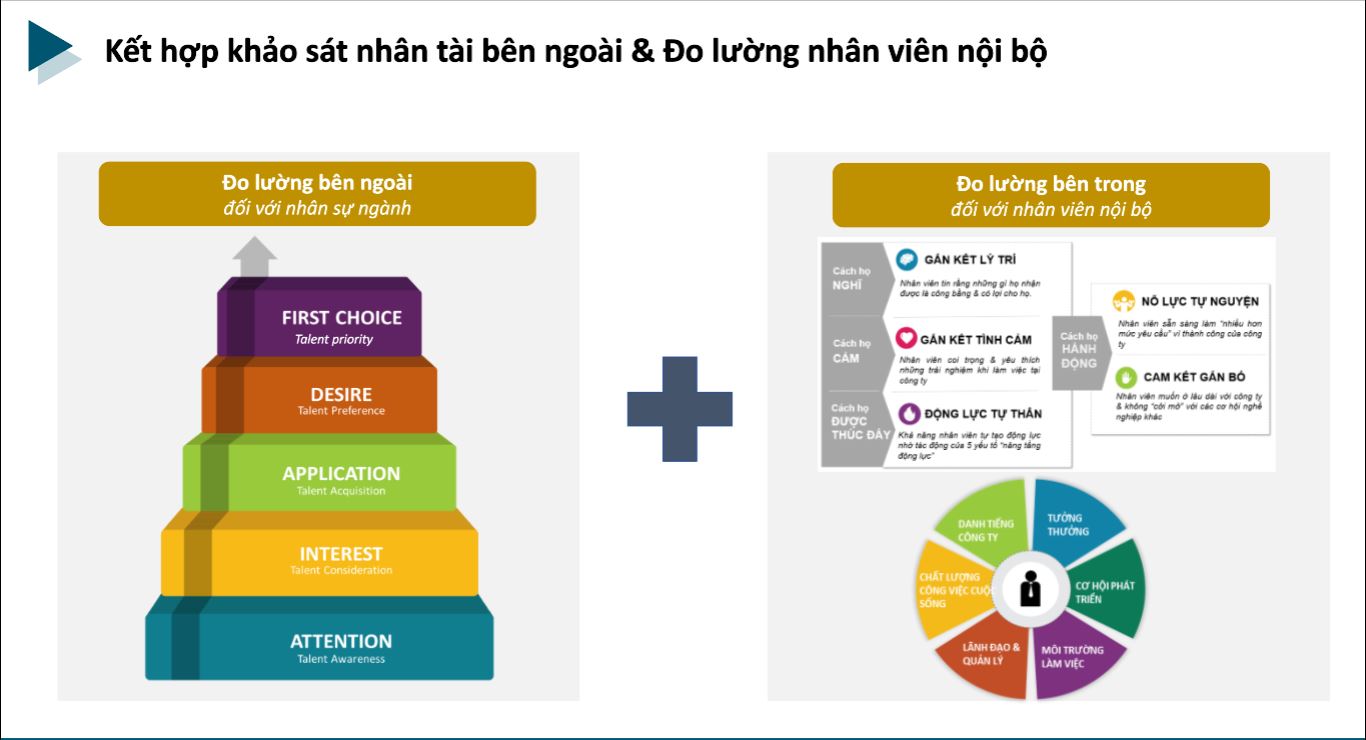 Kết hợp khảo sát nhân tài bên ngoài & Đo lường nhân viên nội bộ
Đo lường bên ngoài
đối với nhân sự ngành
FIRST CHOICE
Talent priority
DESIRE
Talent Preference
APPLICATION
Talent Acquisition
INTEREST
Talent Consideration
ATTENTION
Talent Awareness
Đo lường bên trong
đối với nhân viên nội bộ
Cách họ
NGHĨ
GẮN KẾT LÝ TRÍ
Nhân viên tin rằng những gì họ nhận
được là công bằng & có lợi cho họ.
Cách họ
CẢM
GẮN KẾT TÌNH CẢM
Nhân viên coi trọng & yêu thích
những trải nghiệm khi làm việc tại
công ty
Cách họ
ĐƯỢC
THÚC ĐẨY
ĐỘNG LỰC TỰ THÂN
Khả năng nhân viên tự tạo động lực
nhờ tác động của 5 yếu tố “nâng tầng
động lực”
Cách họ
HÀNH
ĐỘNG
NỖ LỰC TỰ NGUYỆN
Nhân viên sẵn sàng làm “nhiều hơn
mức yêu cầu” vì thành công của công
ty
CAM KẾT GẮN BÓ
Nhân viên muốn ở lâu dài với công ty
& không “cởi mở” với các cơ hội nghề
nghiệp khác
DANH TIẾNG
CÔNG TY
TƯỞNG
THƯỞNG
CHẤT LƯỢNG
CÔNG VIỆC CUỘC
SỐNG
CƠ HỘI PHÁT
TRIỂN
LÃNH ĐẠO &
QUẢN LÝ
MÔI TRƯỜNG
LÀM VIỆC